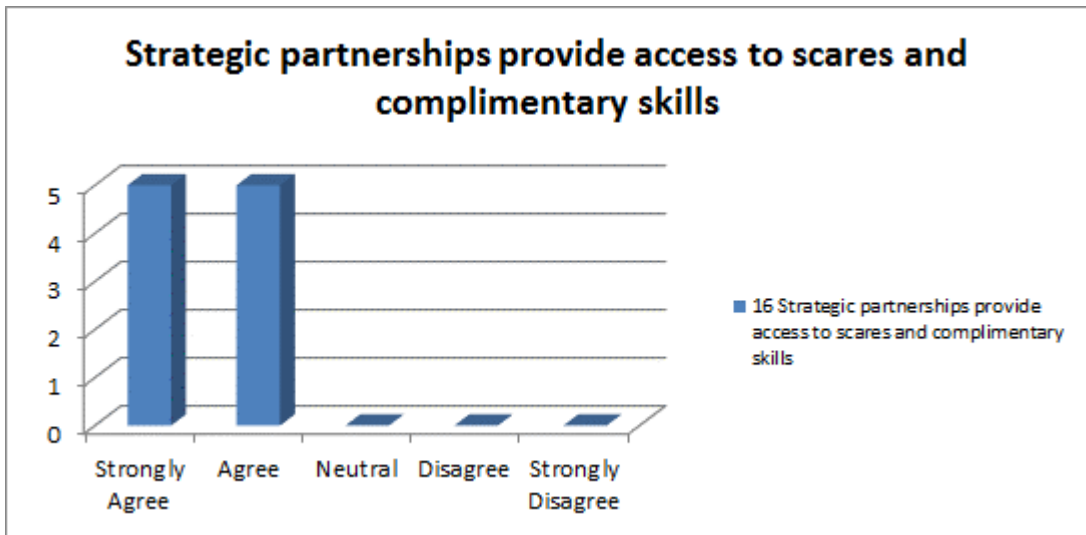 Strategic partnerships provide access to scares and
complimentary skills
5
4
3
2
1
0
Strongly
Agree
Agree
Neutral
Disagree
Strongly
Disagree
16 Strategic partnerships provide
access to scares and complimentary
skills